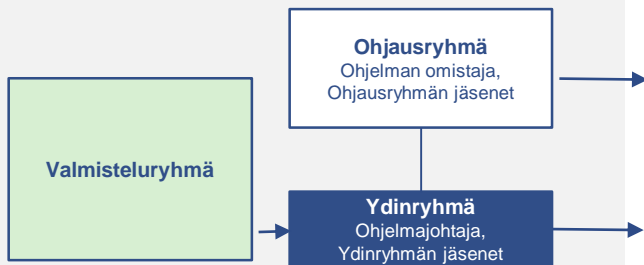 Ohjausryhmä
Ohjelman omistaja,
Ohjausryhmän jäsenet
Valmisteluryhmä
Ydinryhmä
Ohjelmajohtaja,
Ydinryhmän jäsenet